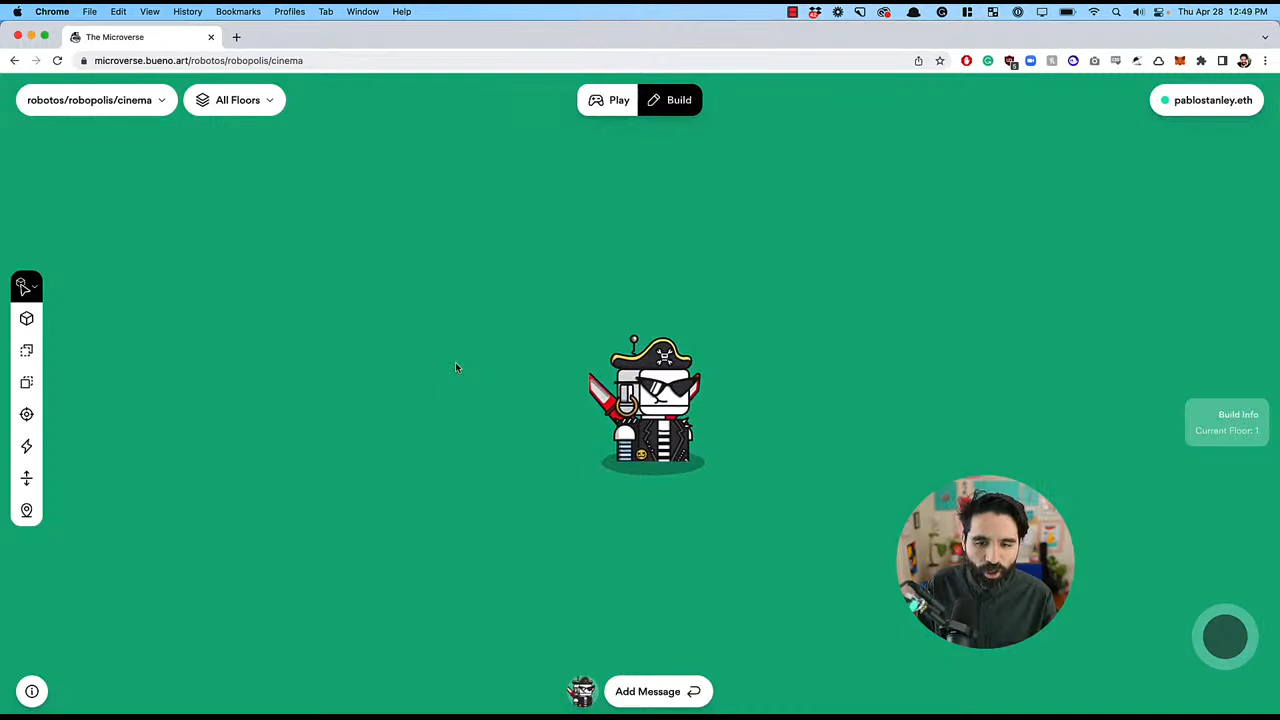 Chrome File Edit View History Bookmarks Profiles Tab Window Help
Thu Apr 28 12:49 PM
The Microverse
microverse.bueno.art/robotos/robopolis/cinema
robotos/robopolis/cinema
All Floors
Play
Build
pablostanley.eth
Build Info
Current Floor: 1
Add Message